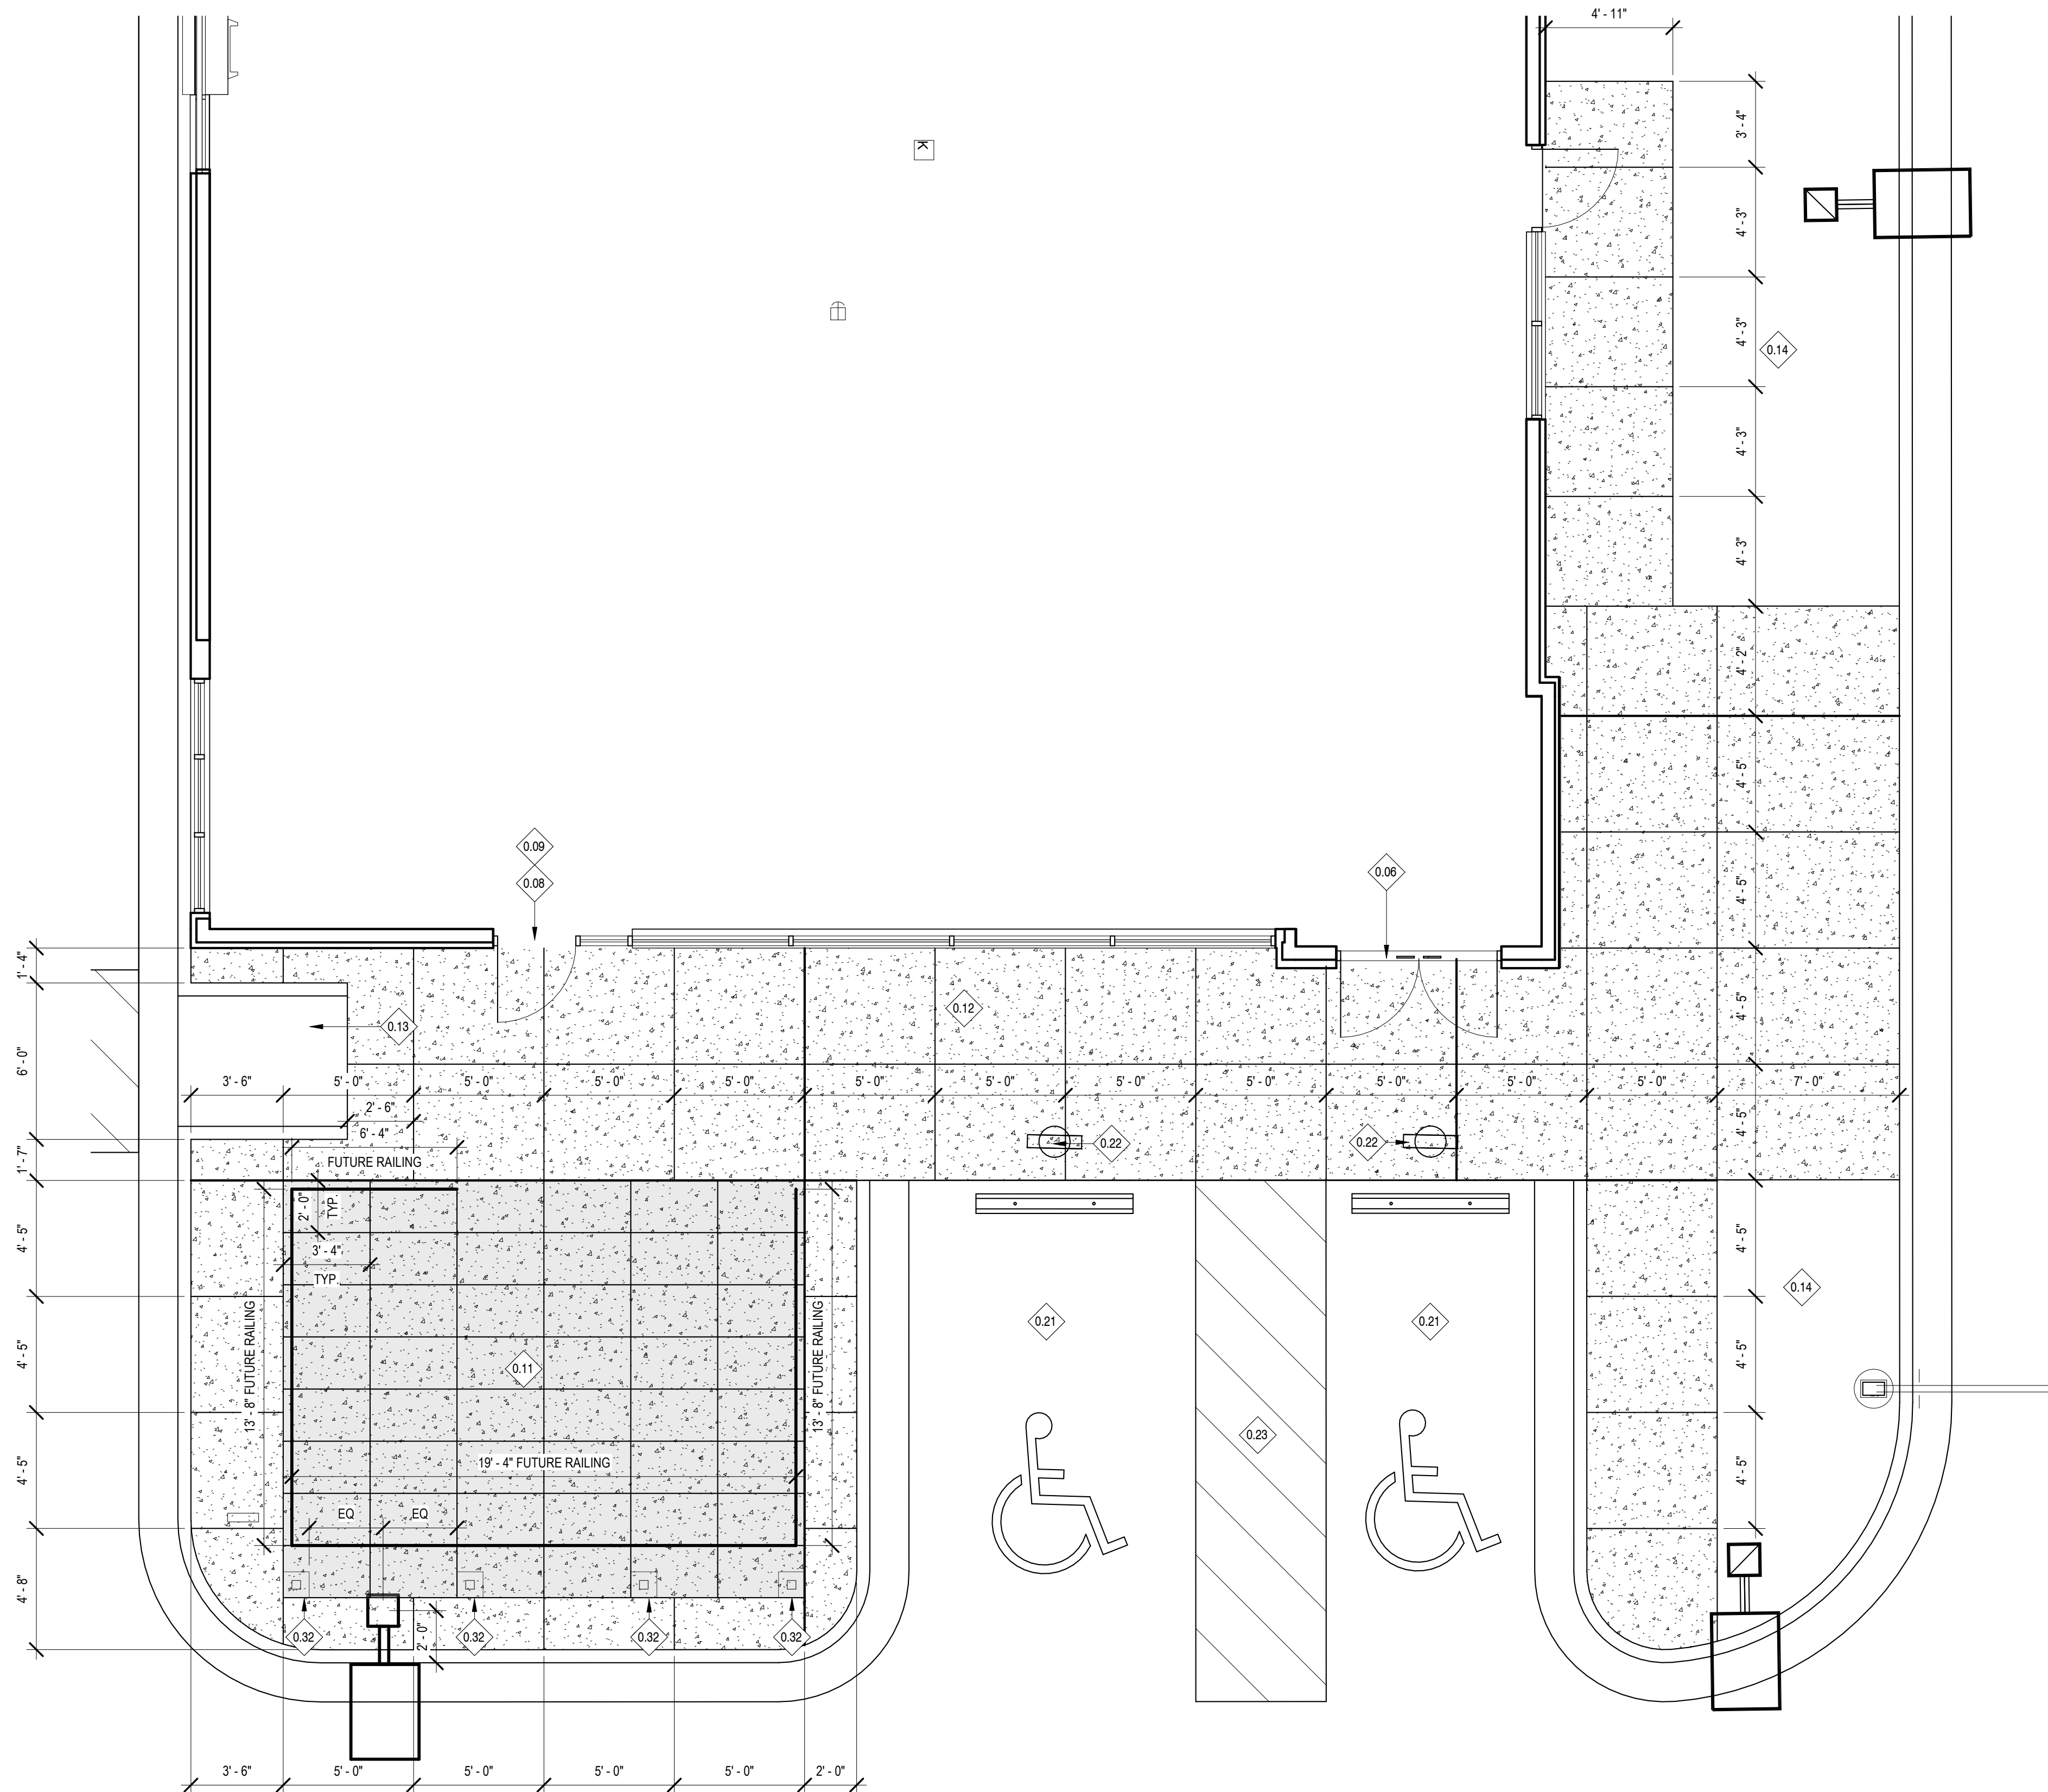 4' - 11"
3' - 4"
K
4' - 3"
4' - 3"
0.14
4' - 3"
4' - 3"
4' - 2"
4' - 5"
0.09
0.08
0.06
4' - 5"
1' - 4"
0.12
0.13
4' - 5"
6' - 0"
3' - 6"
5' - 0"
5' - 0"
5' - 0"
5' - 0"
5' - 0"
5' - 0"
5' - 0"
5' - 0"
5' - 0"
5' - 0"
5' - 0"
7' - 0"
2' - 6"
6' - 4"
4' - 5"
0.22
0.22
1' - 7"
FUTURE RAILING
2' - 0"
TYP.
3' - 4"
TYP.
4' - 5"
4' - 5"
0.14
0.21
0.21
4' - 5"
13' - 8" FUTURE RAILING
13' - 8" FUTURE RAILING
0.11
4' - 5"
0.23
4' - 5"
19' - 4" FUTURE RAILING
4' - 5"
EQ
EQ
4' - 8"
0.32
2' - 0"
0.32
0.32
0.32
3' - 6"
5' - 0"
5' - 0"
5' - 0"
5' - 0"
2' - 0"